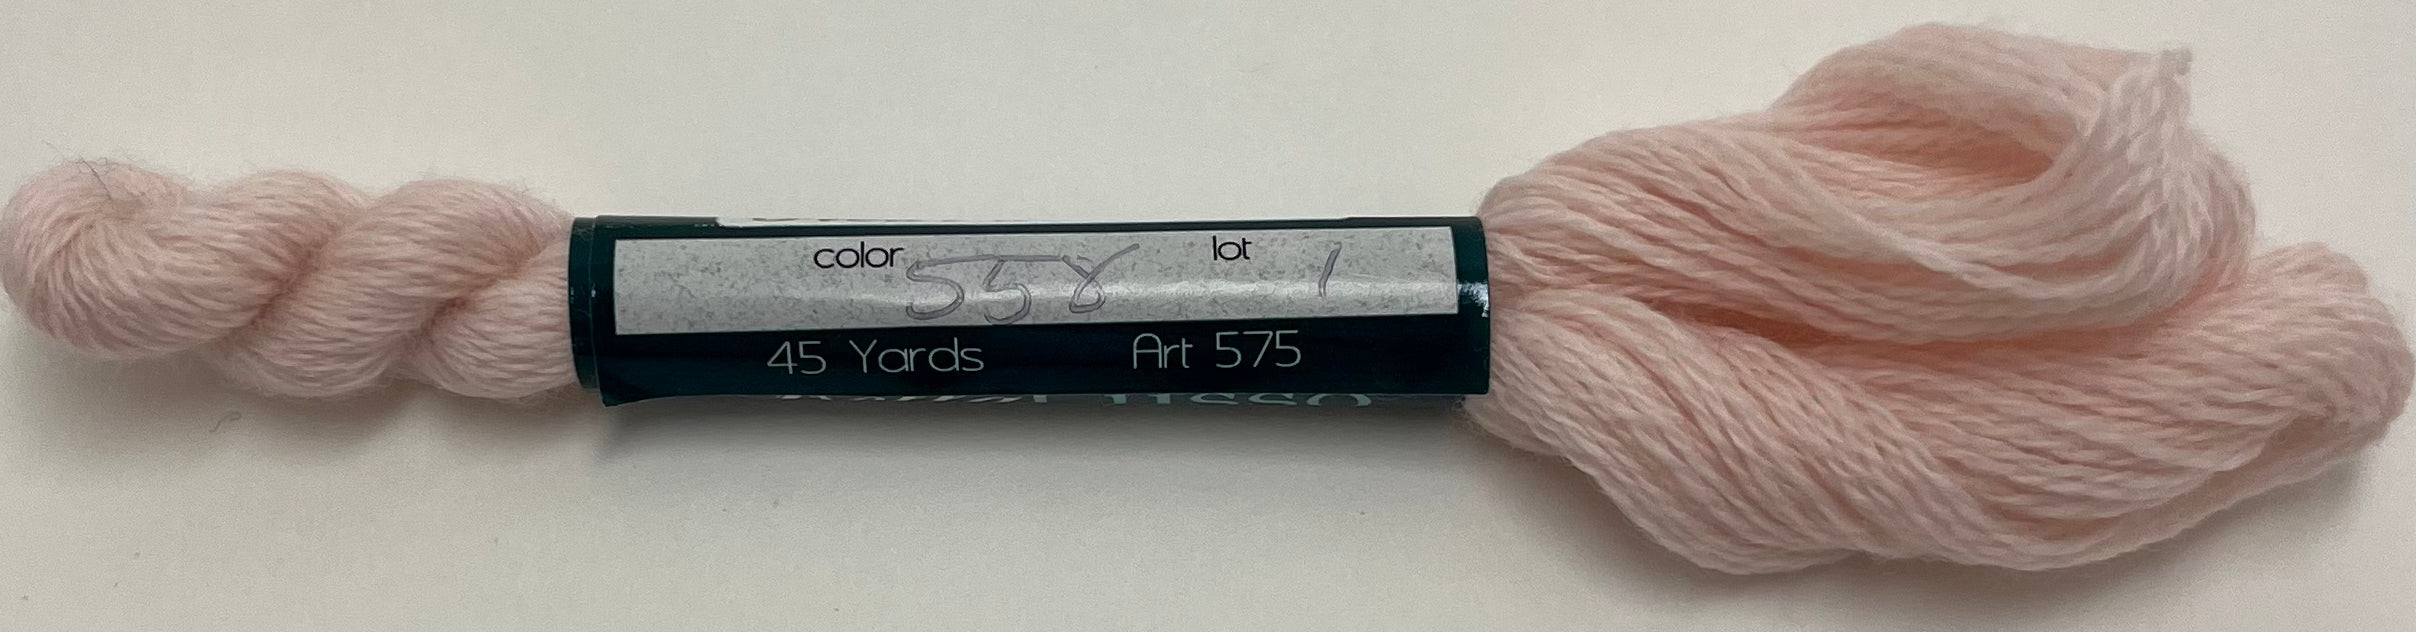 color 558 lot 1
45 Yards Art 575